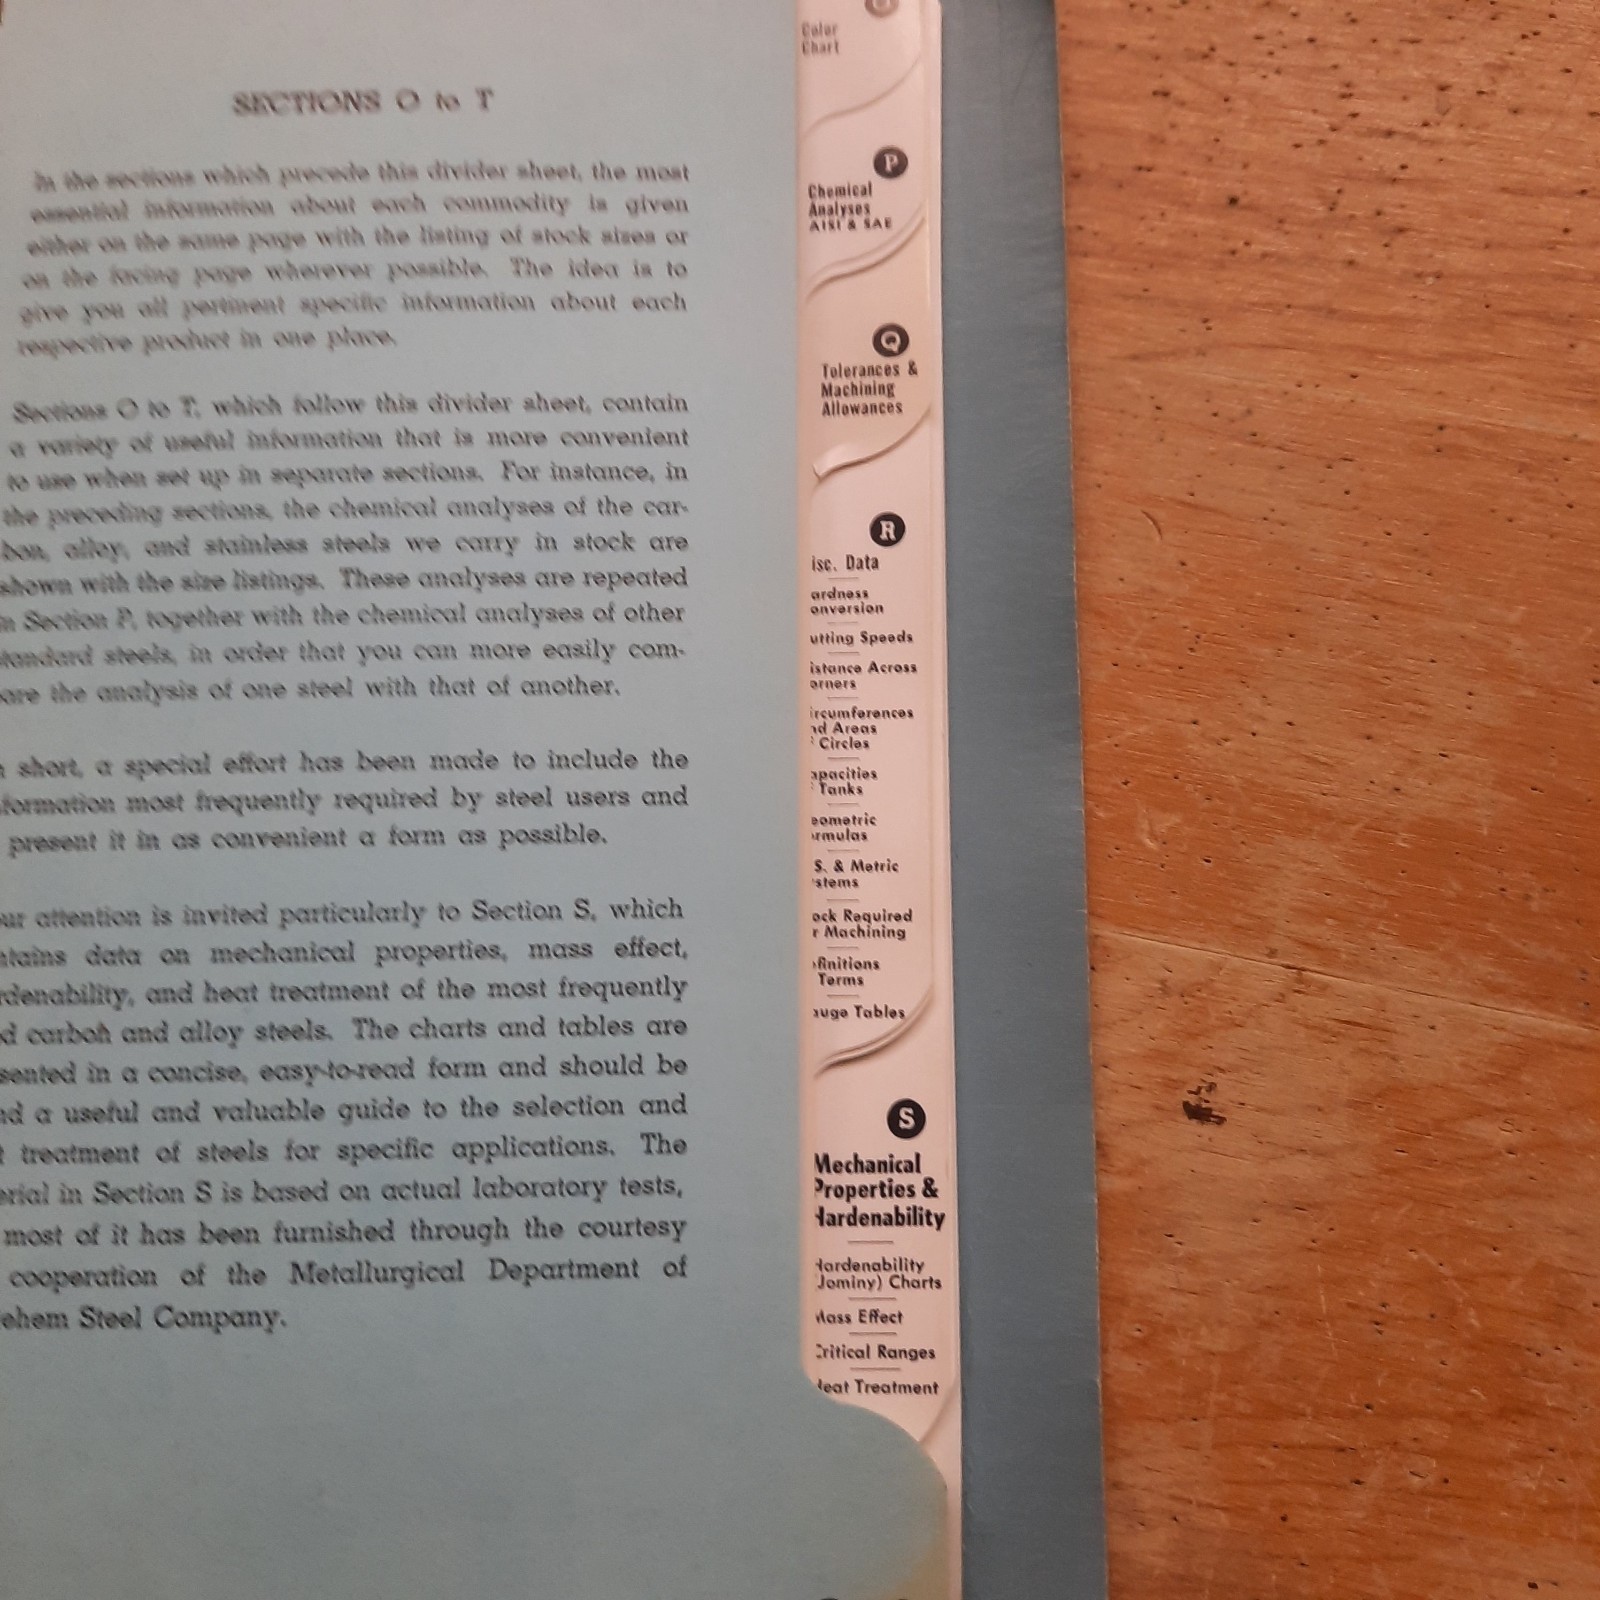 SECTIONS O to T
In the sections which precede this divider sheet, the most
essential information about each commodity is given
either on the same page with the listing of stock sizes or
on the facing page wherever possible. The idea is to
give you all pertinent specific information about each
respective product in one place.
Sections O to T, which follow this divider sheet, contain
a variety of useful information that is more convenient
to use when set up in separate sections. For instance, in
the preceding sections, the chemical analyses of the car-
bon, alloy, and stainless steels we carry in stock are
shown with the size listings. These analyses are repeated
n Section P, together with the chemical analyses of other
tandard steels, in order that you can more easily com-
are the analysis of one steel with that of another.
short, a special effort has been made to include the
formation most frequently required by steel users and
present it in as convenient a form as possible.
ur attention is invited particularly to Section S, which
ntains data on mechanical properties, mass effect,
rdenability, and heat treatment of the most frequently
d carbon and alloy steels. The charts and tables are
sented in a concise, easy-to-read form and should be
nd a useful and valuable guide to the selection and
t treatment of steels for specific applications. The
erial in Section S is based on actual laboratory tests,
most of it has been furnished through the courtesy
cooperation of the Metallurgical Department of
ehem Steel Company.
Color
Chart
P
Chemical
Analyses
AISI & SAE
Q
Tolerances &
Machining
Allowances
R
isc. Data
ardness
onversion
utting Speeds
istance Across
orners
ircumferences
nd Areas
Circles
apacities
Tanks
eometric
rmulas
S. & Metric
stems
ock Required
r Machining
finitions
Terms
auge Tables
S
Mechanical
Properties &
Hardenability
Hardenability
(Jominy) Charts
Mass Effect
Critical Ranges
Heat Treatment